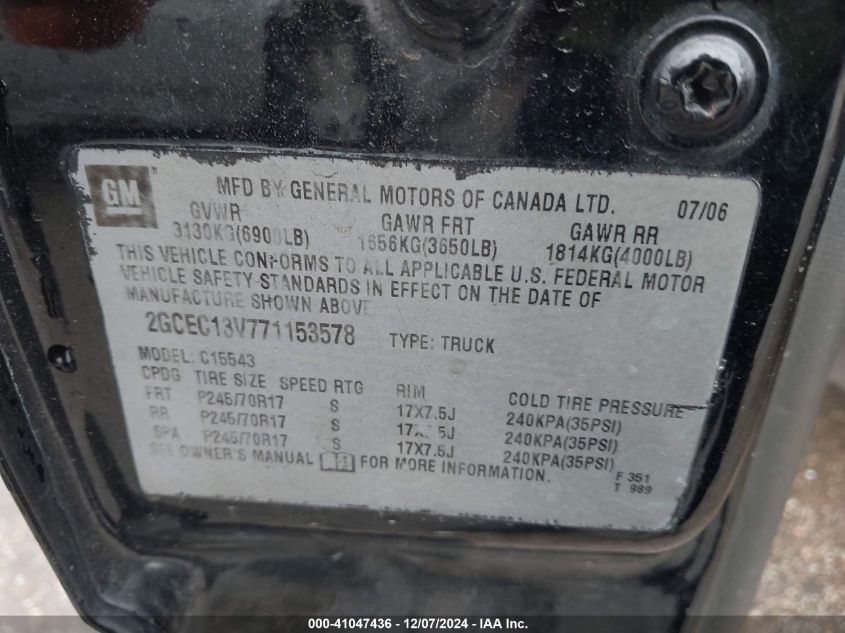 GM MFD BY GENERAL MOTORS OF CANADA LTD. 07/06
GVWR GAWR FRT GAWR RR
3130KG(6900LB) 1656KG(3650LB) 1814KG(4000LB)
THIS VEHICLE CONFORMS TO ALL APPLICABLE U.S. FEDERAL MOTOR
VEHICLE SAFETY STANDARDS IN EFFECT ON THE DATE OF
MANUFACTURE SHOWN ABOVE
2GCEC13V771153578 TYPE: TRUCK
MODEL: C15543
CPDG TIRE SIZE SPEED RTG RIM COLD TIRE PRESSURE
FRT P245/70R17 S 17X7.5J 240KPA(35PSI)
RR P245/70R17 S 17X7.5J 240KPA(35PSI)
SPA P245/70R17 S 17X7.5J 240KPA(35PSI)
SEE OWNER'S MANUAL FOR MORE INFORMATION.
F 351
T 989
000-41047436 - 12/07/2024 - IAA Inc.